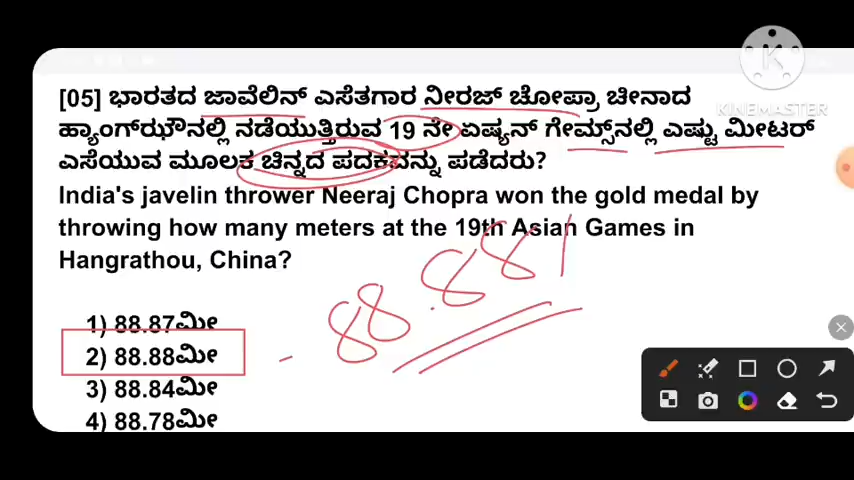 KINEMASTER
[05] ಭಾರತದ ಜಾವೆಲಿನ್ ಎಸೆತಗಾರ ನೀರಜ್ ಚೋಪ್ರಾ ಚೀನಾದ
ಹ್ಯಾಂಗ್‌ಝೌನಲ್ಲಿ ನಡೆಯುತ್ತಿರುವ 19 ನೇ ಏಷ್ಯನ್ ಗೇಮ್ಸ್‌ನಲ್ಲಿ ಎಷ್ಟು ಮೀಟರ್
ಎಸೆಯುವ ಮೂಲಕ ಚಿನ್ನದ ಪದಕವನ್ನು ಪಡೆದರು?
India's javelin thrower Neeraj Chopra won the gold medal by
throwing how many meters at the 19th Asian Games in
Hangrathou, China?
88.88/
1) 88.87ಮೀ
2) 88.88ಮೀ
3) 88.84ಮೀ
4) 88.78ಮೀ